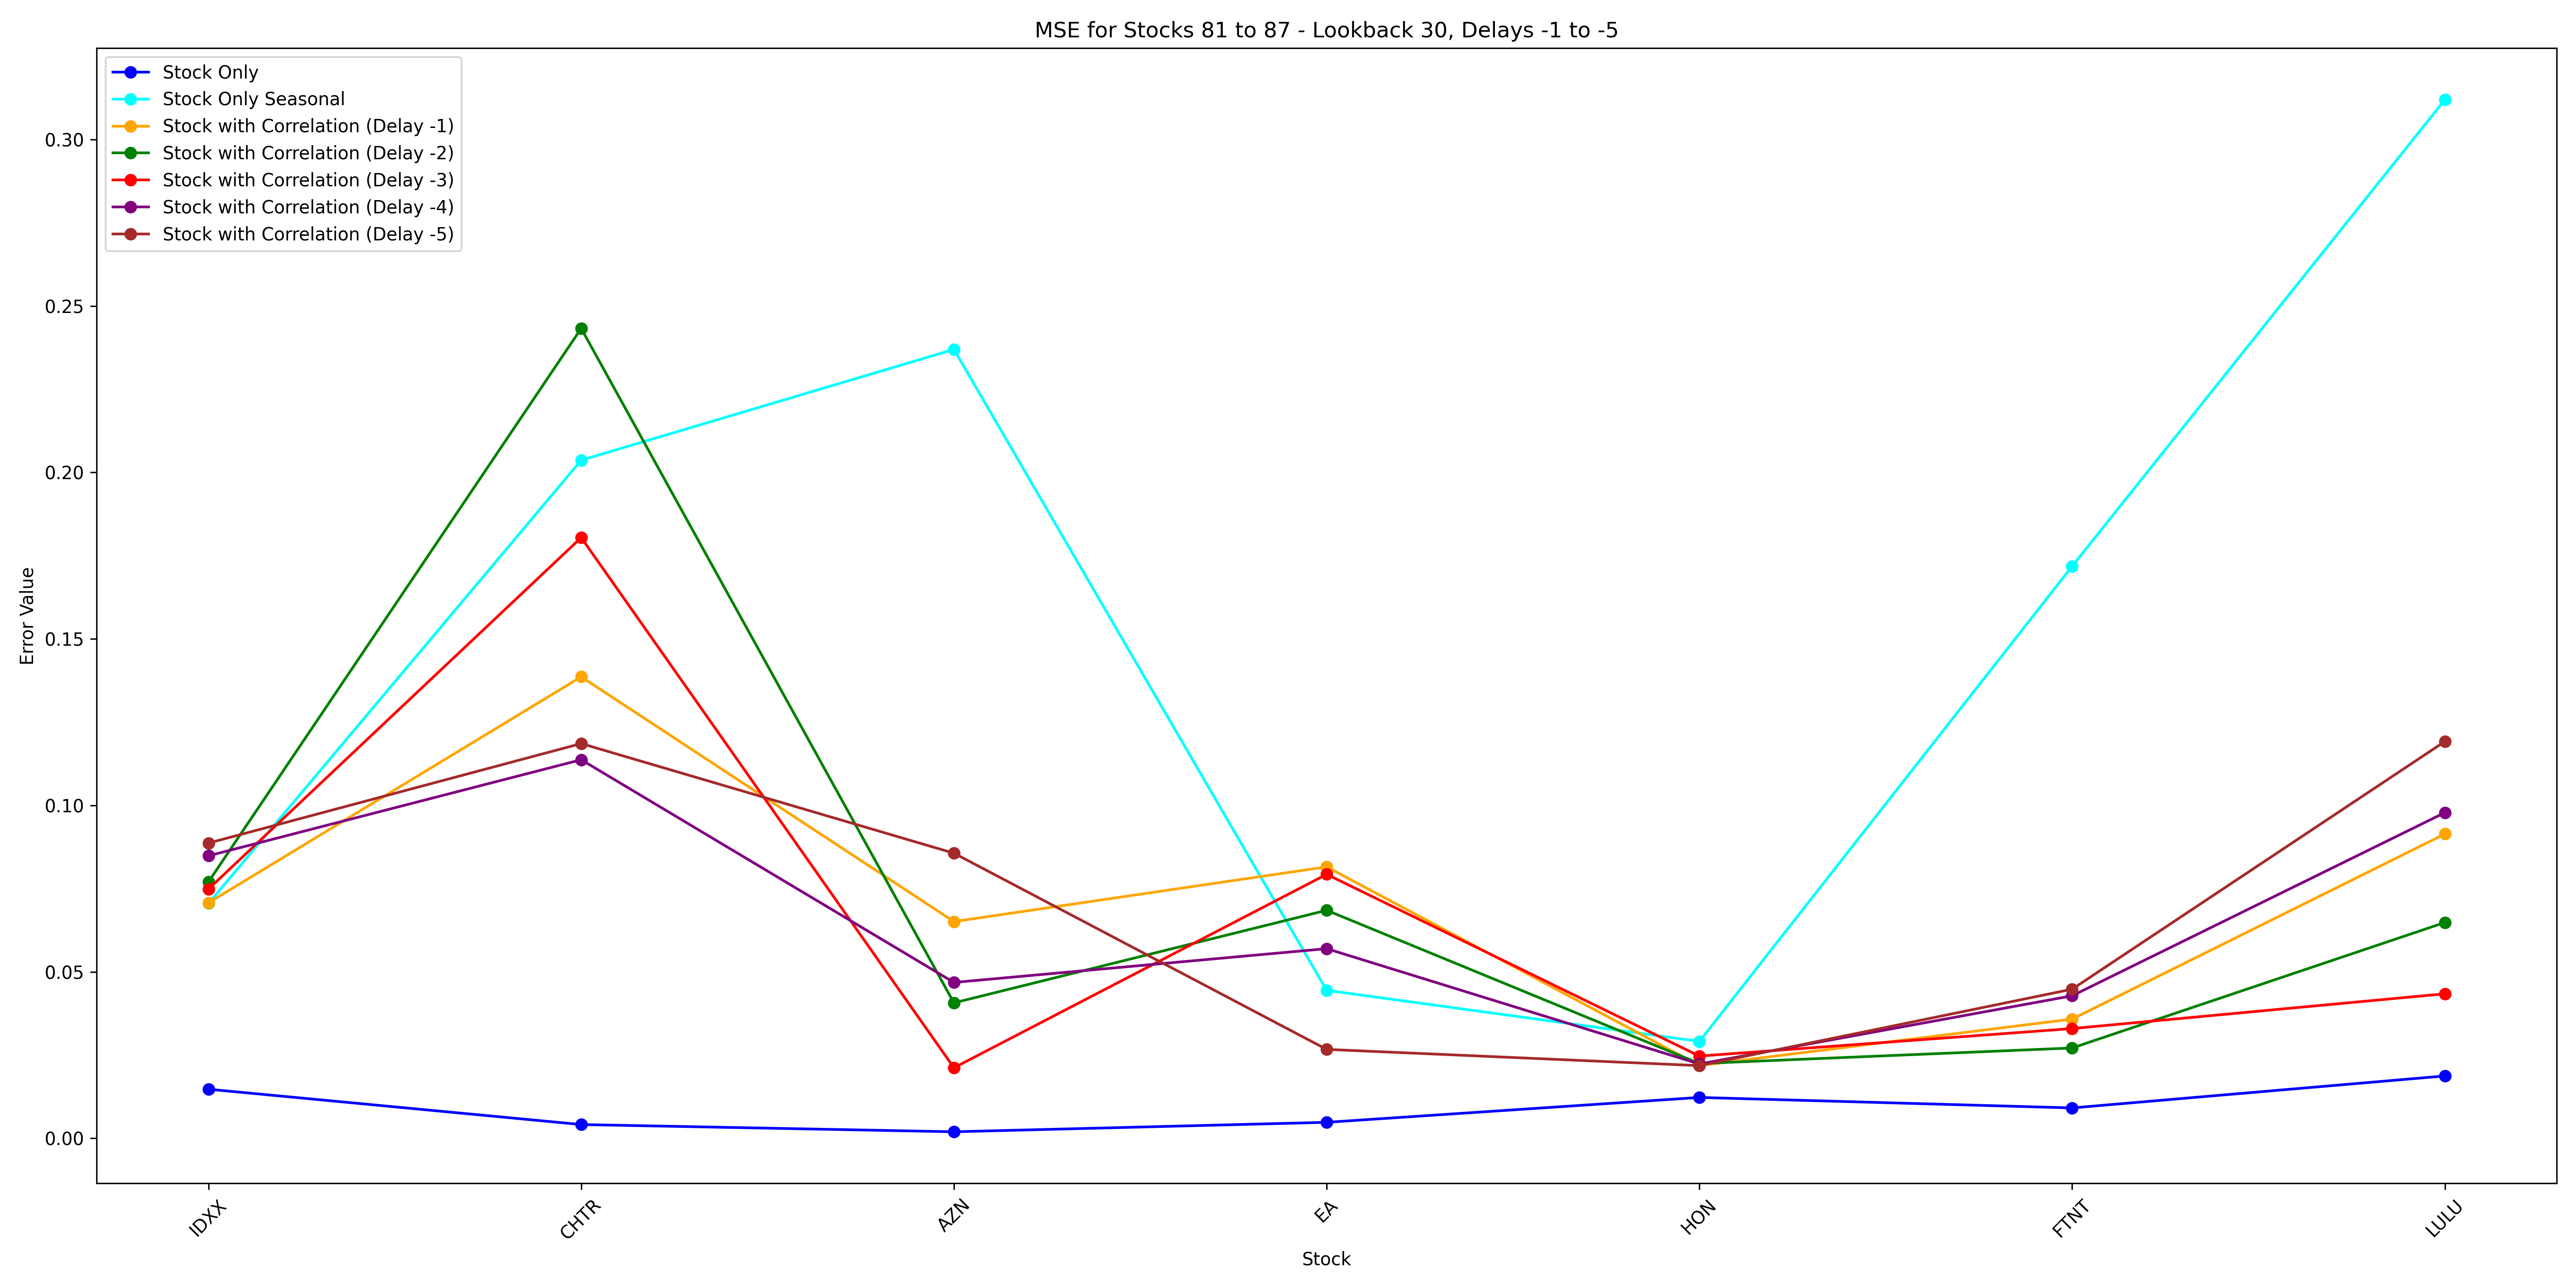 MSE for Stocks 81 to 87 - Lookback 30, Delays -1 to -5
Stock Only
Stock Only Seasonal
Stock with Correlation (Delay -1)
Stock with Correlation (Delay -2)
Stock with Correlation (Delay -3)
Stock with Correlation (Delay -4)
Stock with Correlation (Delay -5)
Error Value
0.30
0.25
0.20
0.15
0.10
0.05
0.00
IDXX
CHTR
AZN
EA
HON
FTNT
LULU
Stock